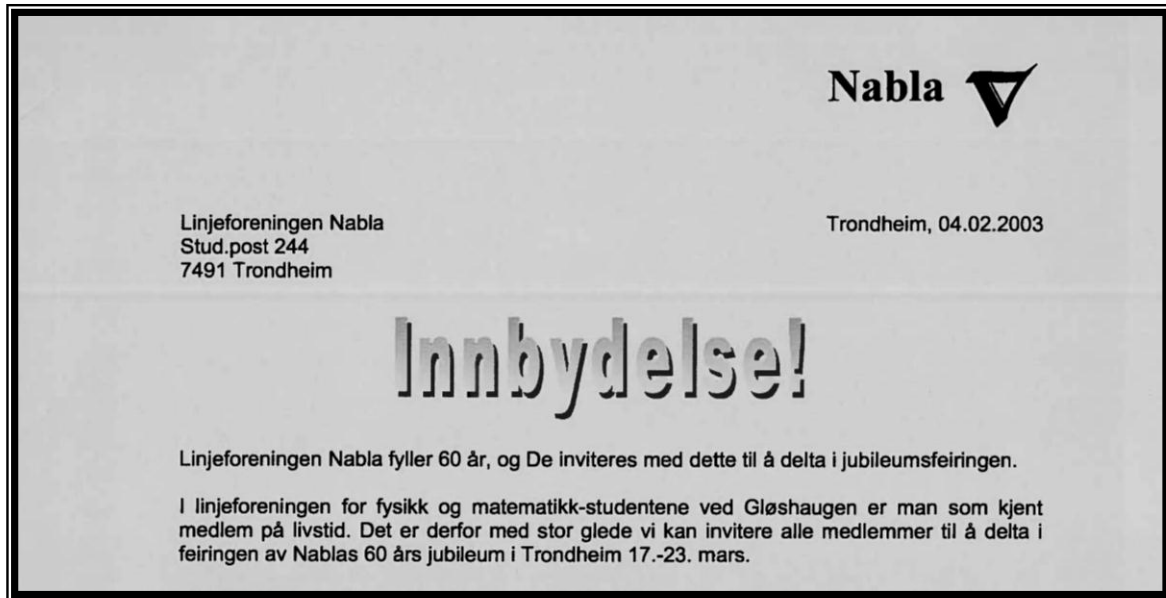 Nabla
Linjeforeningen Nabla
Stud.post 244
7491 Trondheim
Trondheim, 04.02.2003
Innbydelse!
Linjeforeningen Nabla fyller 60 år, og De inviteres med dette til å delta i jubileumsfeiringen.
I linjeforeningen for fysikk og matematikk-studentene ved Gløshaugen er man som kjent
medlem på livstid. Det er derfor med stor glede vi kan invitere alle medlemmer til å delta i
feiringen av Nablas 60 års jubileum i Trondheim 17.-23. mars.